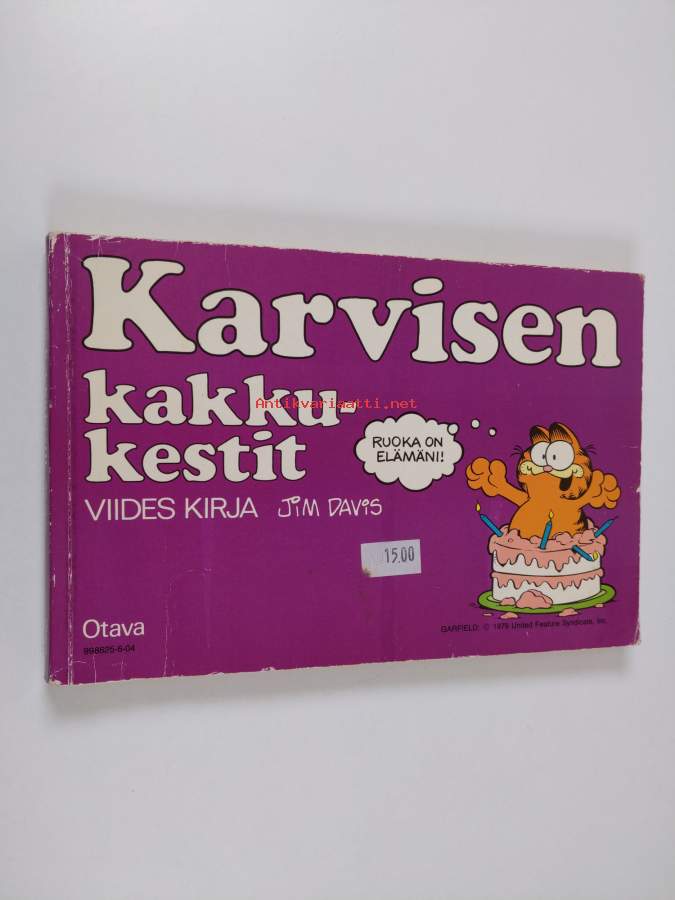 Karvisen
kakku-
kestit
Antikvariaatti.net
RUOKA ON
ELÄMÄNI!
VIIDES KIRJA JIM DAVIS
15.00
Otava
GARFIELD: © 1978 United Feature Syndicate, Inc.